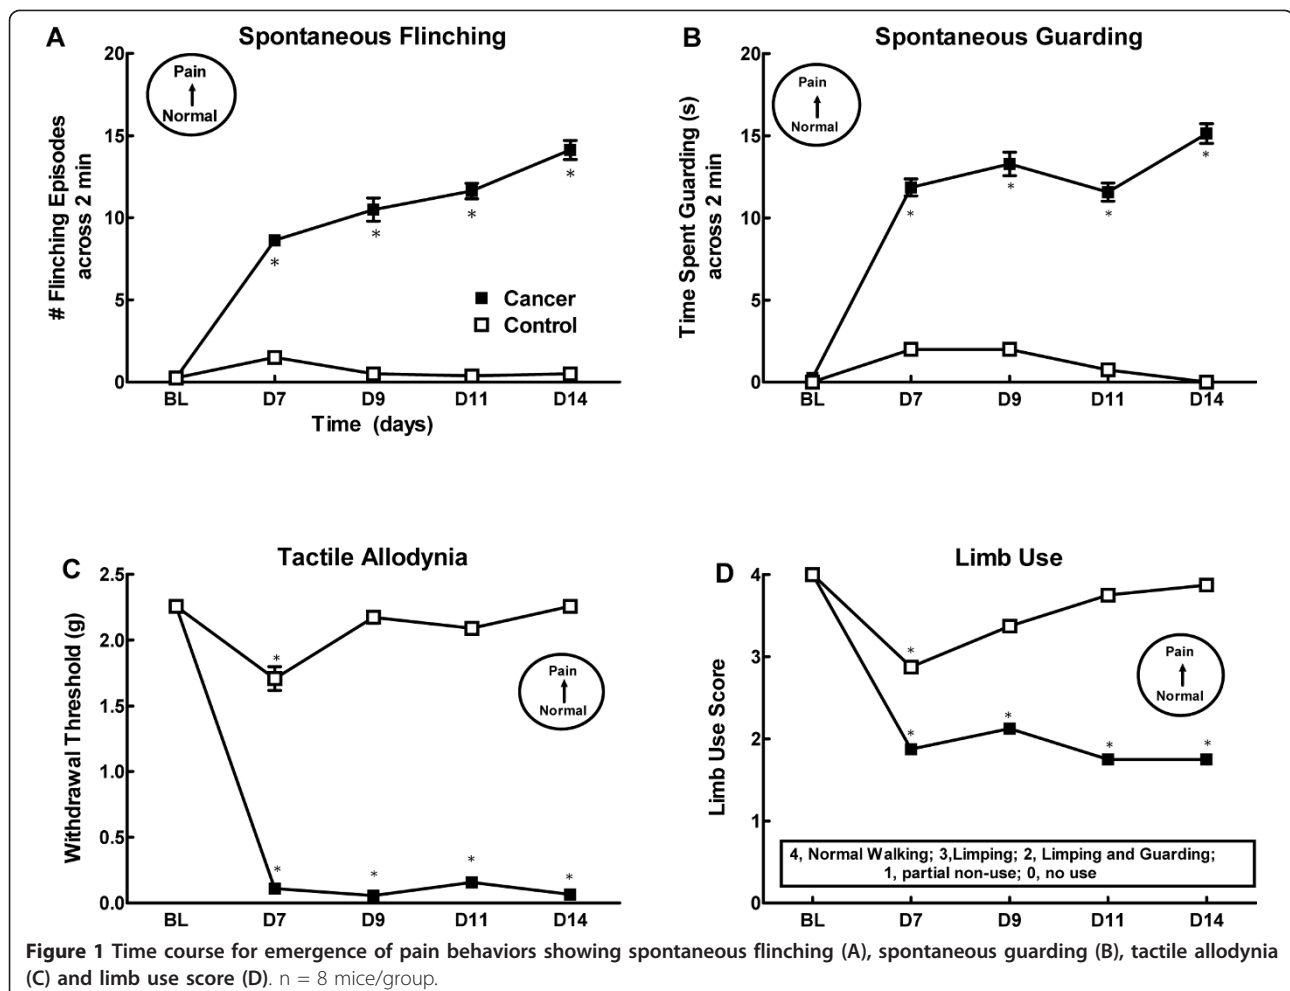 A
Spontaneous Flinching
# Flinching Episodes
across 2 min
20
15
10
5
0
Pain
Normal
*
*
*
*
Cancer
Control
BL
D7
D9
D11
D14
Time (days)
B
Spontaneous Guarding
Time Spent Guarding (s)
across 2 min
20
15
10
5
0
Pain
Normal
*
*
*
*
BL
D7
D9
D11
D14
C
Tactile Allodynia
Withdrawal Threshold (g)
2.5
2.0
1.5
1.0
0.5
0.0
*
Pain
Normal
*
*
*
*
BL
D7
D9
D11
D14
D
Limb Use
Limb Use Score
4
3
2
1
0
*
Pain
Normal
*
*
*
*
4, Normal Walking; 3,Limping; 2, Limping and Guarding;
1, partial non-use; 0, no use
BL
D7
D9
D11
D14
Figure 1 Time course for emergence of pain behaviors showing spontaneous flinching (A), spontaneous guarding (B), tactile allodynia
(C) and limb use score (D). n = 8 mice/group.